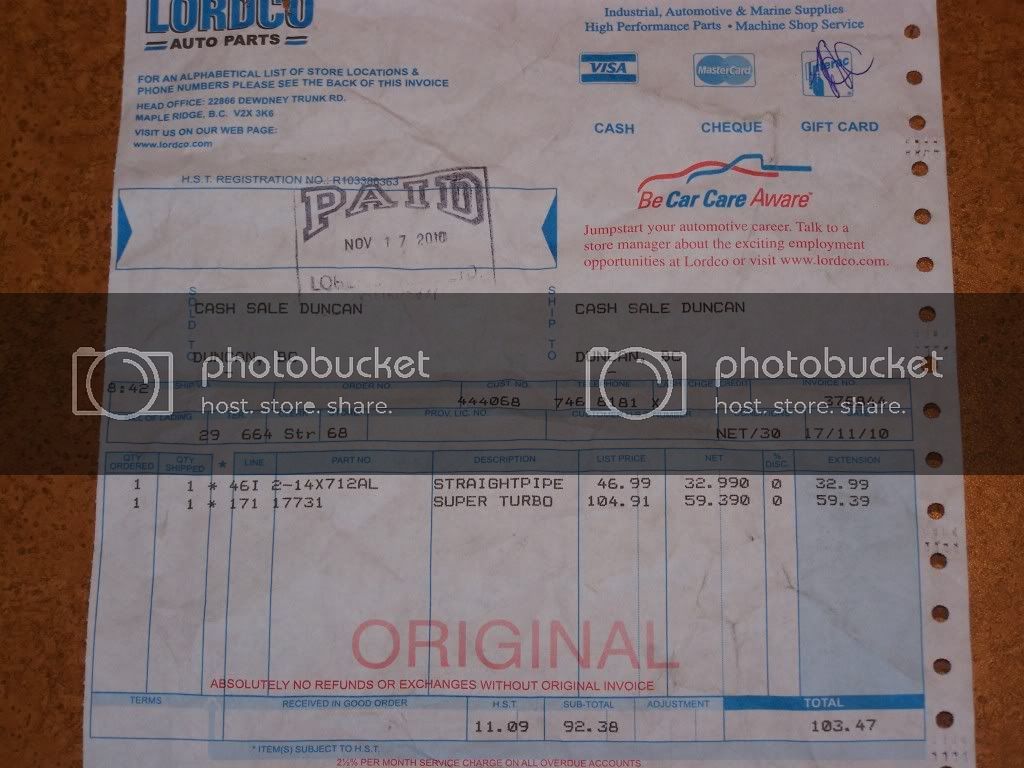 LORDCO
AUTO PARTS
Industrial, Automotive & Marine Supplies
High Performance Parts • Machine Shop Service
FOR AN ALPHABETICAL LIST OF STORE LOCATIONS &
PHONE NUMBERS PLEASE SEE THE BACK OF THIS INVOICE
HEAD OFFICE: 22866 DEWDNEY TRUNK RD.
MAPLE RIDGE, B.C. V2X 3K6
VISIT US ON OUR WEB PAGE:
www.lordco.com
VISA
MasterCard
CASH CHEQUE GIFT CARD
H.S.T. REGISTRATION NO.:
PAID
NOV 17 2010
Be Car Care Aware™
Jumpstart your automotive career. Talk to a
store manager about the exciting employment
opportunities at Lordco or visit www.lordco.com.
SOLD TO
CASH SALE DUNCAN
DUNCAN, BC
SHIP TO
CASH SALE DUNCAN
DUNCAN, BC
photobucket
host. store. share.
photobucket
host. store. share.
8:42 ORDER NO. CUST. NO. TELEPHONE INVOICE NO.
444068 746 8181 X
PROV. LIC. NO.
29 664 Str 68 NET/30 17/11/10
QTY ORDERED QTY SHIPPED * LINE PART NO DESCRIPTION LIST PRICE NET % DISC. EXTENSION
1 1 * 46I 2-14X712AL STRAIGHTPIPE 46.99 32.990 0 32.99
1 1 * 171 17731 SUPER TURBO 104.91 59.390 0 59.39
ORIGINAL
ABSOLUTELY NO REFUNDS OR EXCHANGES WITHOUT ORIGINAL INVOICE
TERMS RECEIVED IN GOOD ORDER H.S.T SUB-TOTAL ADJUSTMENT TOTAL
11.09 92.38 103.47
* ITEM(S) SUBJECT TO H.S.T.
2½% PER MONTH SERVICE CHARGE ON ALL OVERDUE ACCOUNTS